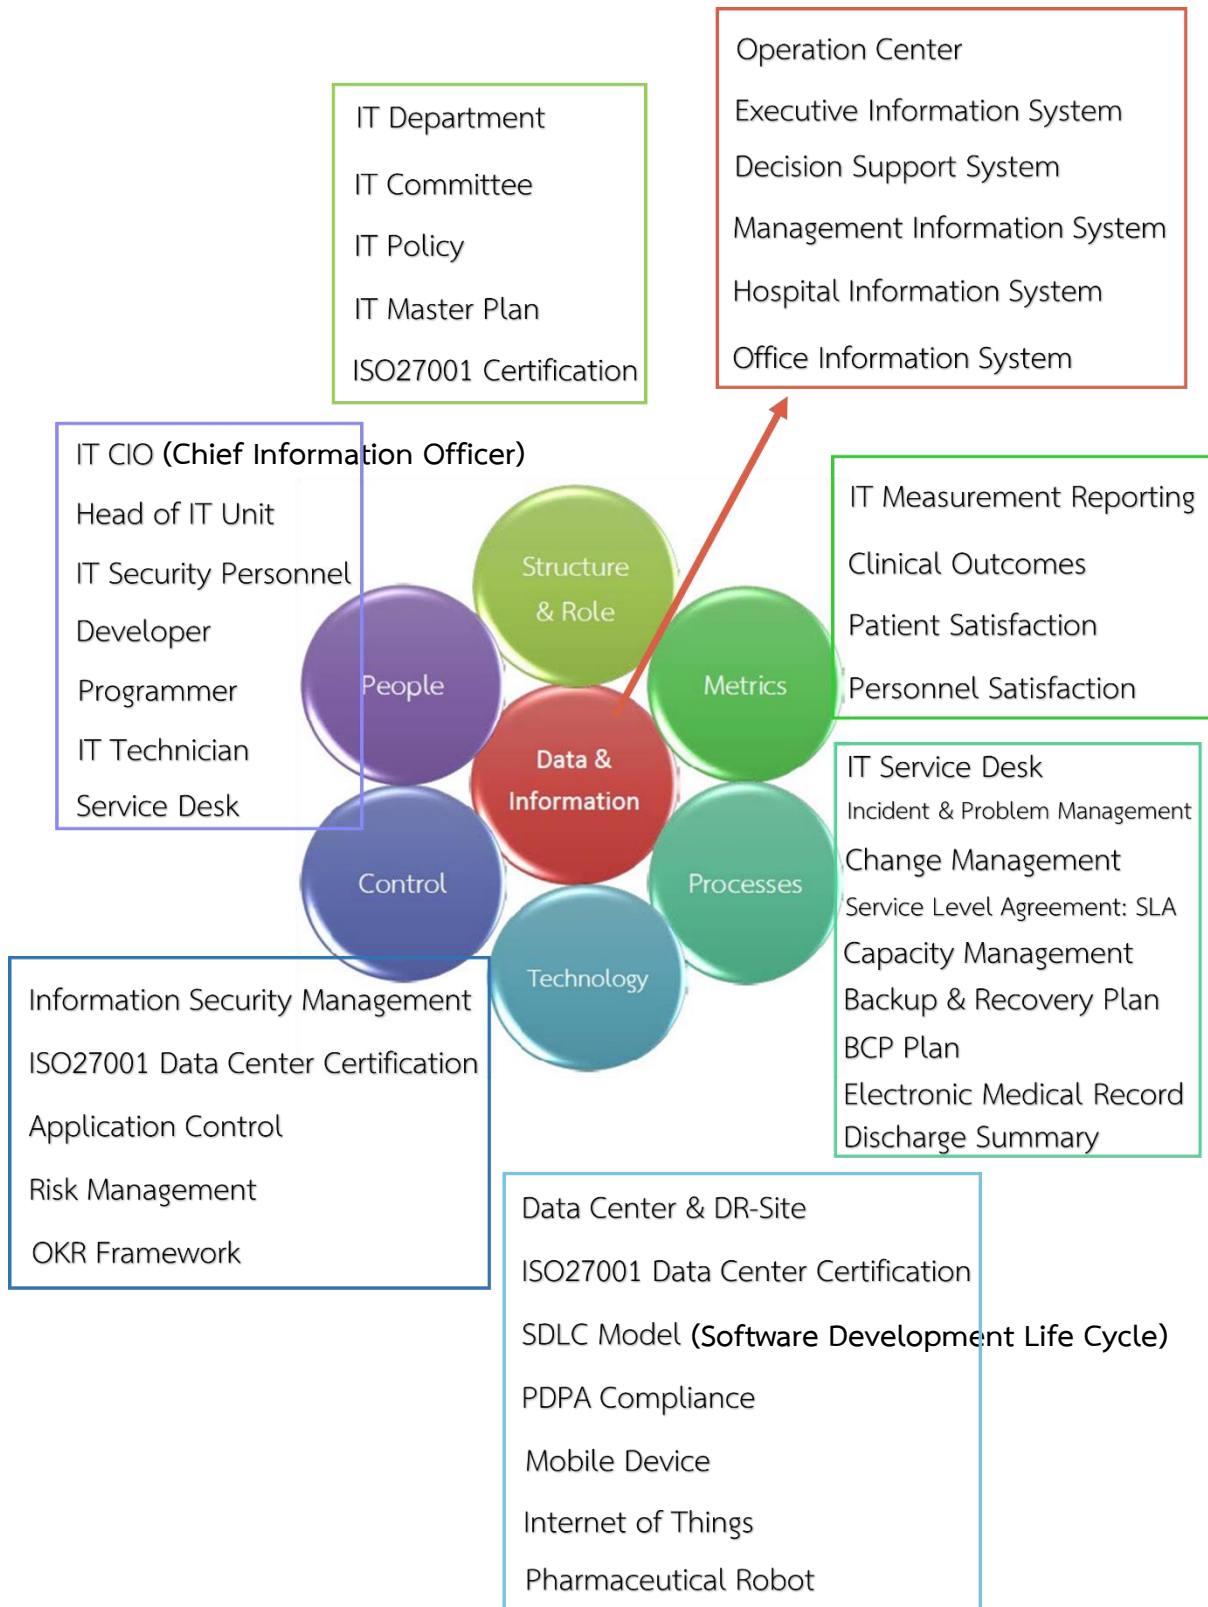 Operation Center
Executive Information System
Decision Support System
Management Information System
Hospital Information System
Office Information System
IT Department
IT Committee
IT Policy
IT Master Plan
ISO27001 Certification
IT CIO (Chief Information Officer)
Head of IT Unit
IT Security Personnel
Developer
Programmer
IT Technician
Service Desk
Structure
& Role
People
Metrics
Data &
Information
Control
Processes
Technology
IT Measurement Reporting
Clinical Outcomes
Patient Satisfaction
Personnel Satisfaction
IT Service Desk
Incident & Problem Management
Change Management
Service Level Agreement: SLA
Capacity Management
Backup & Recovery Plan
BCP Plan
Electronic Medical Record
Discharge Summary
Information Security Management
ISO27001 Data Center Certification
Application Control
Risk Management
OKR Framework
Data Center & DR-Site
ISO27001 Data Center Certification
SDLC Model (Software Development Life Cycle)
PDPA Compliance
Mobile Device
Internet of Things
Pharmaceutical Robot